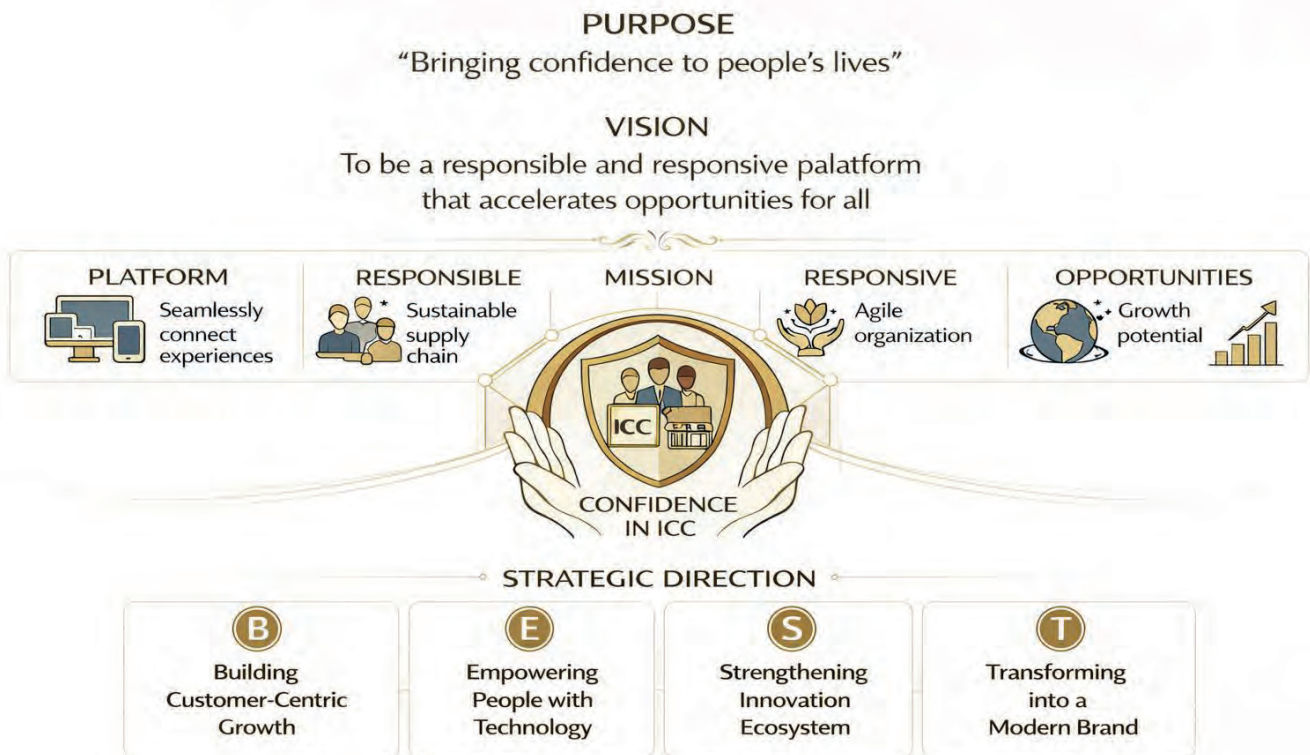 PURPOSE
“Bringing confidence to people’s lives”
VISION
To be a responsible and responsive palatform
that accelerates opportunities for all
PLATFORM
Seamlessly
connect
experiences
RESPONSIBLE
Sustainable
supply
chain
MISSION
RESPONSIVE
Agile
organization
OPPORTUNITIES
Growth
potential
ICC
CONFIDENCE
IN ICC
STRATEGIC DIRECTION
B
Building
Customer-Centric
Growth
E
Empowering
People with
Technology
S
Strengthening
Innovation
Ecosystem
T
Transforming
into a
Modern Brand